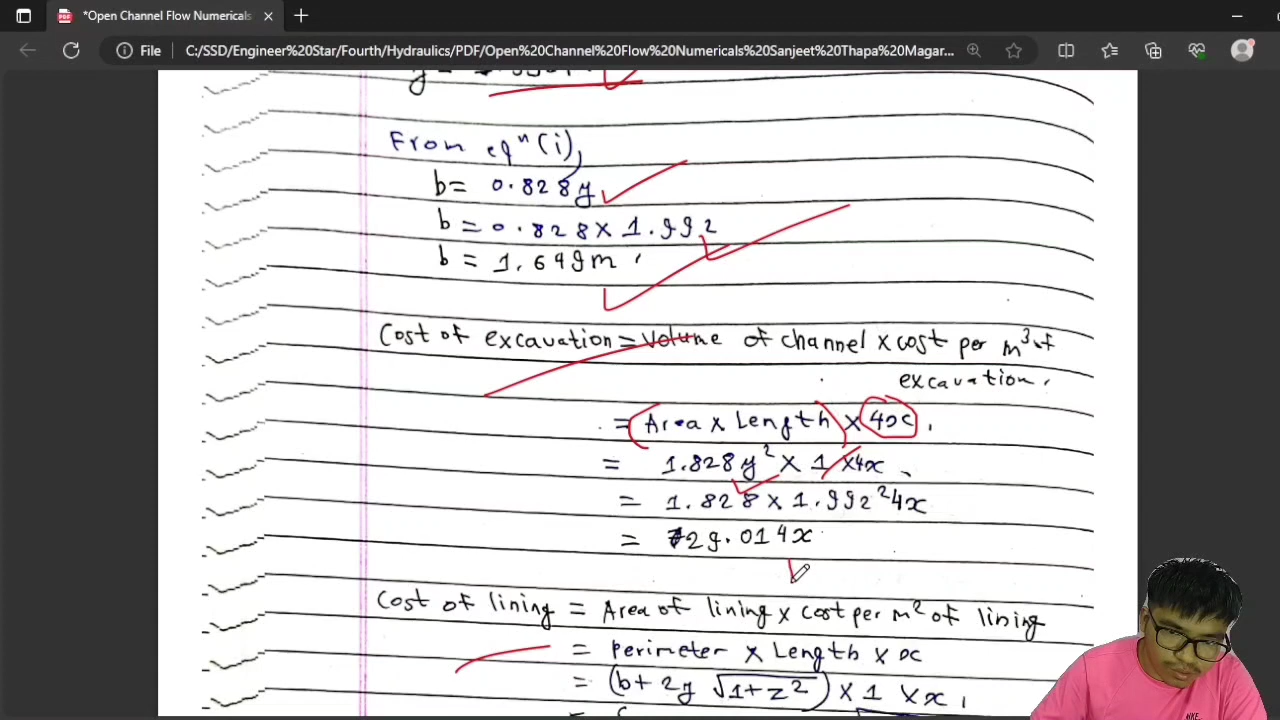 *Open Channel Flow Numericals
File C:/SSD/Engineer%20Star/Fourth/Hydraulics/PDF/Open%20Channel%20Flow%20Numericals%20Sanjeet%20Thapa%20Magar...
y =
From eqⁿ(i),
b= 0.828y
b = 0.828 x 1.992
b = 1.649m
Cost of excavation = volume of channel x cost per m³ of
excavation.
= (Area x Length) x 4x.
= 1.828y² x 1 x 4x
= 1.828 x 1.992² 4x
= 29.014x
Cost of lining = Area of lining x cost per m² of lining
= perimeter x Length x x
= (b+2y √1+z²) x 1 x x,